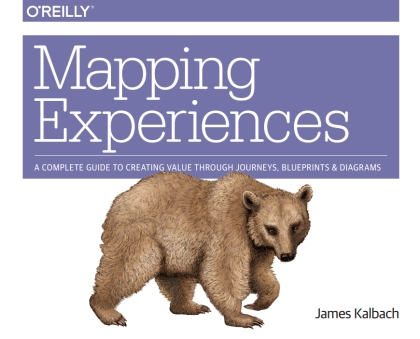 O'REILLY®
Mapping
Experiences
A COMPLETE GUIDE TO CREATING VALUE THROUGH JOURNEYS, BLUEPRINTS & DIAGRAMS
James Kalbach